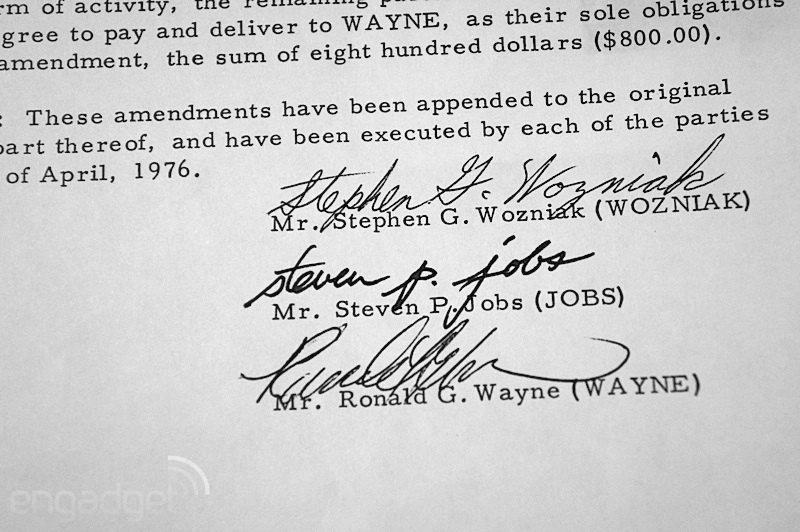 rm of activity, the remaining
gree to pay and deliver to WAYNE, as their sole obligations
amendment, the sum of eight hundred dollars ($800.00).
: These amendments have been appended to the original
part thereof, and have been executed by each of the parties
of April, 1976.
Stephen G. Wozniak
Mr. Stephen G. Wozniak (WOZNIAK)
steven p. jobs
Mr. Steven P. Jobs (JOBS)
Mr. Ronald G. Wayne (WAYNE)
engadget